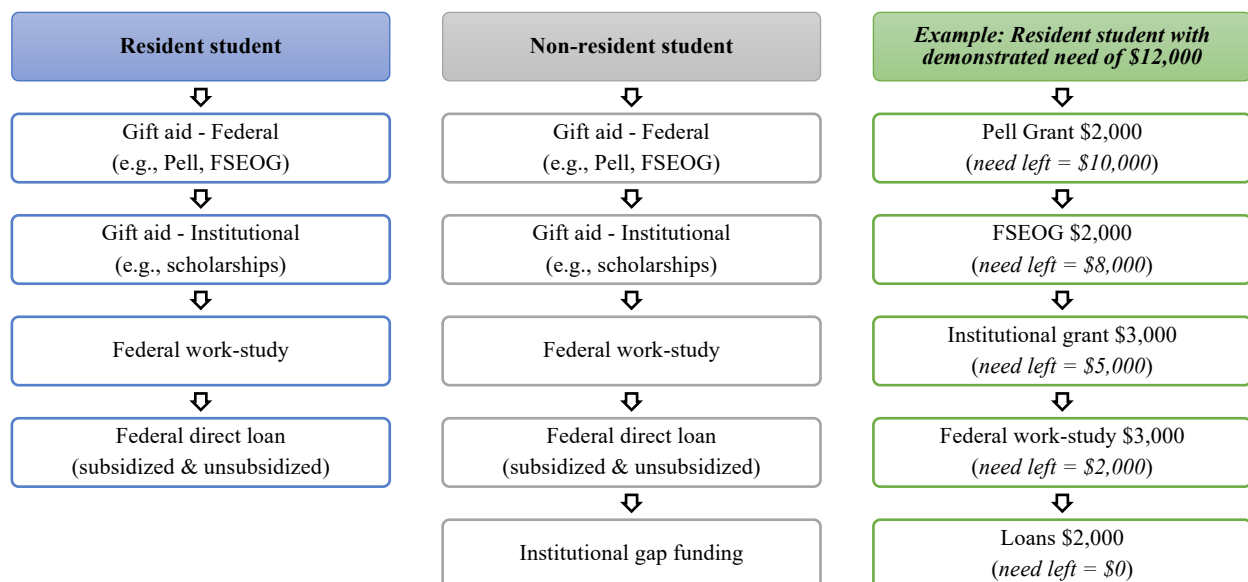 Resident student
Gift aid - Federal
(e.g., Pell, FSEOG)
Gift aid - Institutional
(e.g., scholarships)
Federal work-study
Federal direct loan
(subsidized & unsubsidized)
Non-resident student
Gift aid - Federal
(e.g., Pell, FSEOG)
Gift aid - Institutional
(e.g., scholarships)
Federal work-study
Federal direct loan
(subsidized & unsubsidized)
Institutional gap funding
Example: Resident student with
demonstrated need of $12,000
Pell Grant $2,000
(need left = $10,000)
FSEOG $2,000
(need left = $8,000)
Institutional grant $3,000
(need left = $5,000)
Federal work-study $3,000
(need left = $2,000)
Loans $2,000
(need left = $0)